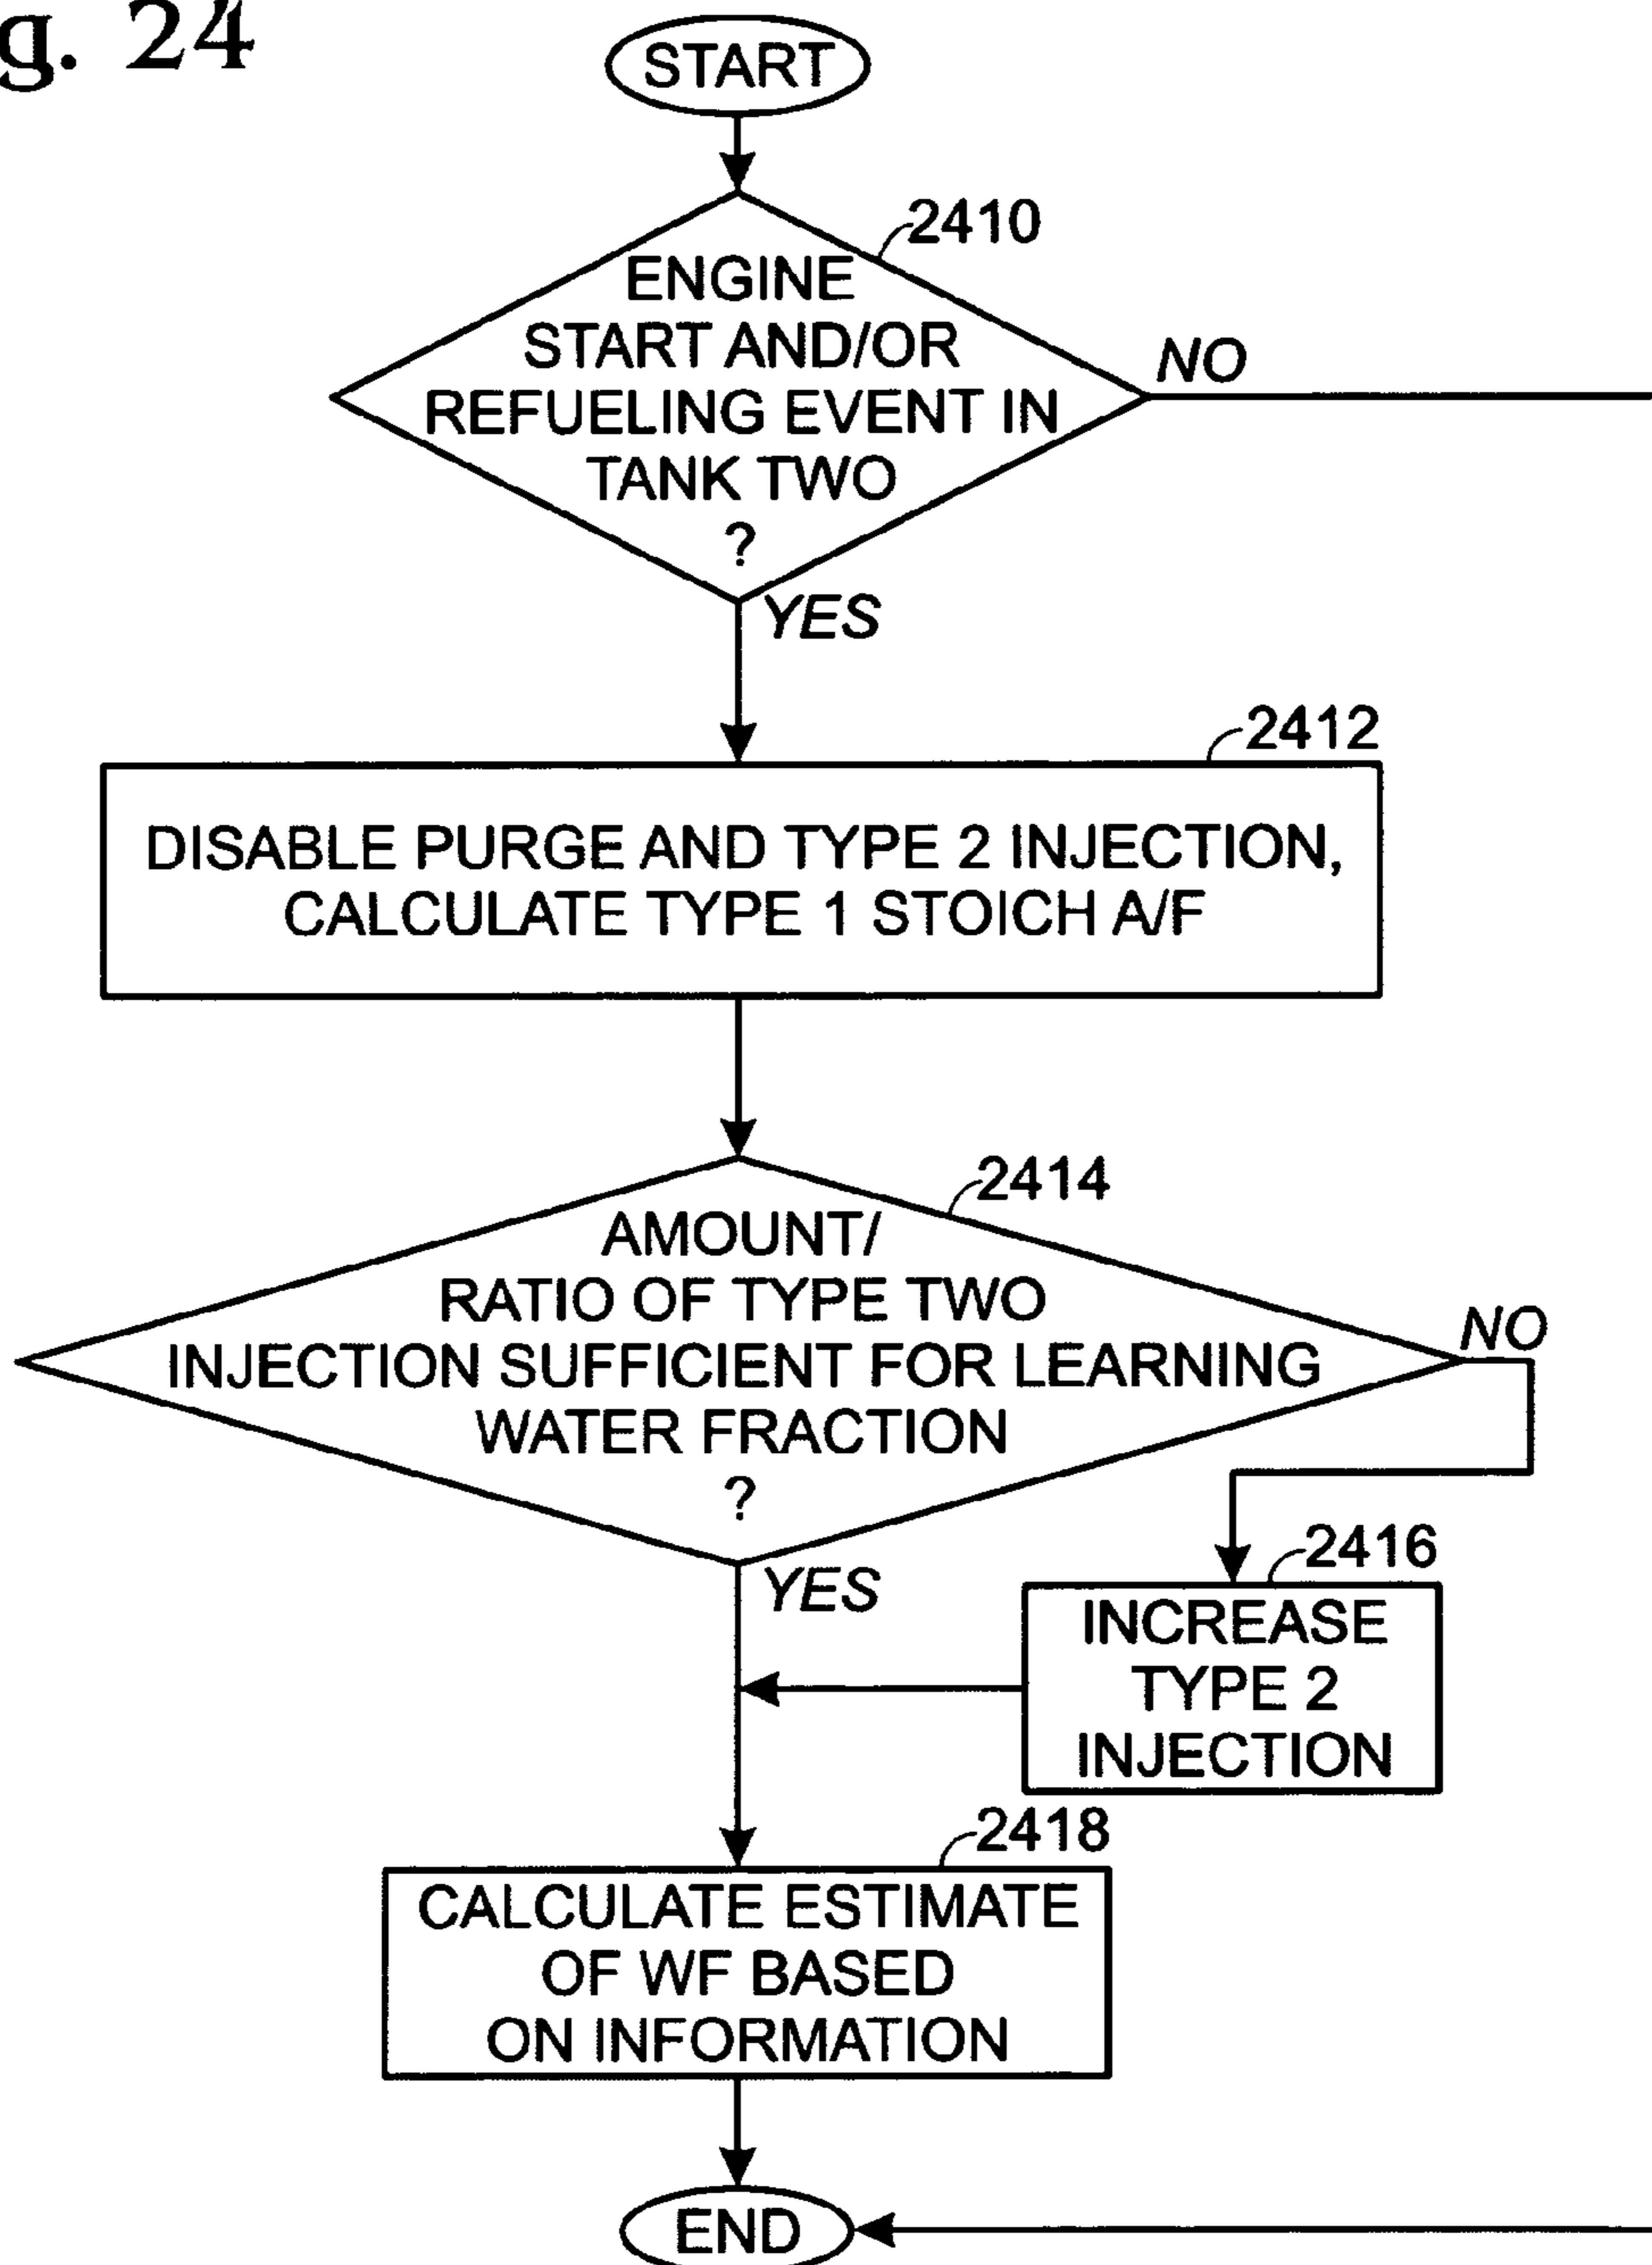 g. 24
START
2410
ENGINE
START AND/OR
REFUELING EVENT IN
TANK TWO
?
NO
YES
2412
DISABLE PURGE AND TYPE 2 INJECTION,
CALCULATE TYPE 1 STOICH A/F
2414
AMOUNT/
RATIO OF TYPE TWO
INJECTION SUFFICIENT FOR LEARNING
WATER FRACTION
?
NO
YES
2416
INCREASE
TYPE 2
INJECTION
2418
CALCULATE ESTIMATE
OF WF BASED
ON INFORMATION
END